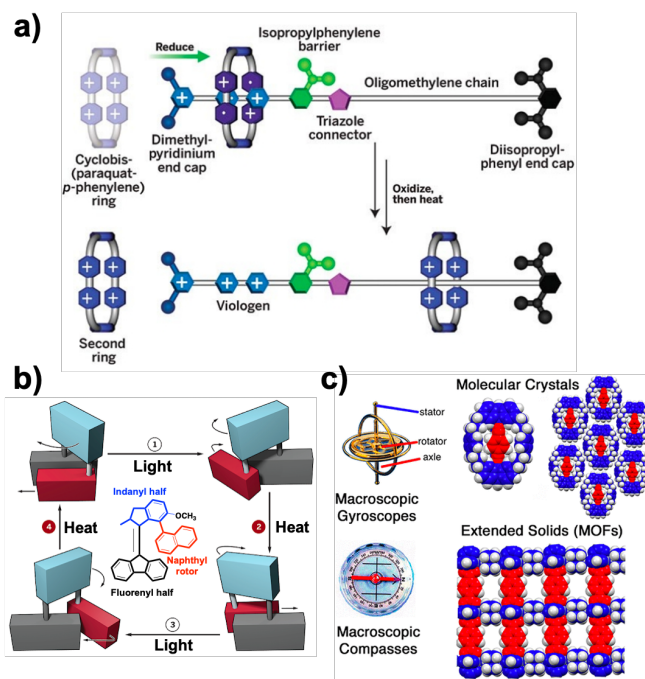 a)
Reduce
Isopropylphenylene
barrier
Oligomethylene chain
Cyclobis-
(paraquat-
p-phenylene)
ring
Dimethyl-
pyridinium
end cap
Triazole
connector
Diisopropyl-
phenyl end cap
Oxidize,
then heat
Second
ring
Viologen
b)
1
Light
4
Heat
Indanyl half
OCH3
Naphthyl
rotor
Fluorenyl half
2
Heat
3
Light
c)
Molecular Crystals
stator
rotator
axle
Macroscopic
Gyroscopes
Extended Solids (MOFs)
Macroscopic
Compasses